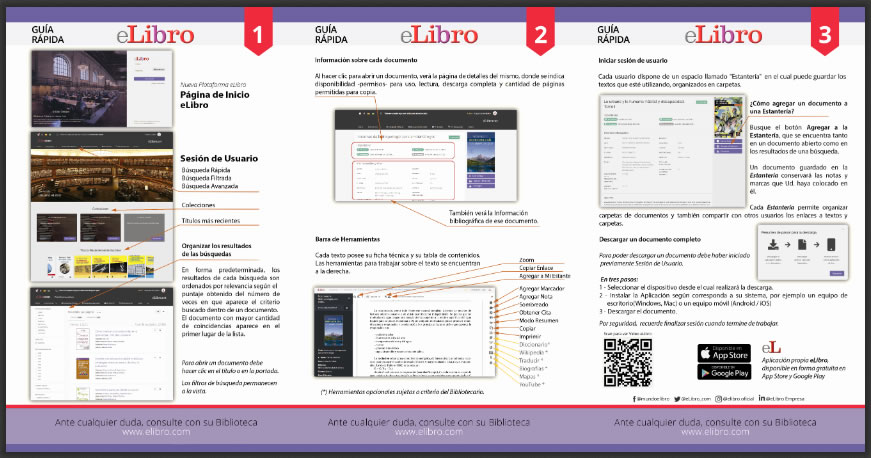 GUÍA
RÁPIDA
eLibro
1
Nueva Plataforma eLibro
Página de Inicio
eLibro
Sesión de Usuario
Búsqueda Rápida
Búsqueda Filtrada
Búsqueda Avanzada
Colecciones
Títulos más recientes
Organizar los resultados
de las búsquedas
En forma predeterminada, los
resultados de cada búsqueda son
ordenados por relevancia según el
puntaje obtenido del número de
veces en que aparece el criterio
buscado dentro de un documento.
El documento con mayor cantidad
de coincidencias aparece en el
primer lugar de la lista.
Para abrir un documento debe
hacer clic en el título o en la portada.
Los filtros de búsqueda permanecen
a la vista.
Ante cualquier duda, consulte con su Biblioteca
www.elibro.com
GUÍA
RÁPIDA
eLibro
2
Información sobre cada documento
Al hacer clic para abrir un documento, verá la página de detalles del mismo, donde se indica
disponibilidad -permitos- para uso, lectura, descarga completa y cantidad de páginas
permitidas para copia.
También verá la Información
bibliográfica de ese documento.
Barra de Herramientas
Cada texto posee su ficha técnica y su tabla de contenidos.
Las herramientas para trabajar sobre el texto se encuentran
a la derecha.
Zoom
Copiar Enlace
Agregar a Mi Estante
Agregar Marcador
Agregar Nota
Sombreado
Obtener Cita
Modo Resumen
Copiar
Imprimir
Diccionario*
Wikipedia *
Traducir *
Biografías *
Mapas *
YouTube *
(*) Herramientas opcionales sujetas a criterio del Bibliotecario.
Ante cualquier duda, consulte con su Biblioteca
www.elibro.com
GUÍA
RÁPIDA
eLibro
3
Iniciar sesión de usuario
Cada usuario dispone de un espacio llamado "Estantería" en el cual puede guardar los
textos que esté utilizando, organizados en carpetas.
¿Cómo agregar un documento a
una Estantería?
Busque el botón Agregar a la
Estantería, que se encuentra tanto
en un documento abierto como en
los resultados de una búsqueda.
Un documento guardado en la
Estantería conservará las notas y
marcas que Ud. haya colocado en
él.
Cada Estantería permite organizar
carpetas de documentos y también compartir con otros usuarios los enlaces a textos y
carpetas.
Descargar un documento completo
Para poder descargar un documento debe haber iniciado
previamente Sesión de Usuario.
En tres pasos:
1 - Seleccionar el dispositivo desde el cual realizará la descarga.
2 - Instalar la Aplicación según corresponda a su sistema, por ejemplo un equipo de
escritorio(Windows, Mac) o un equipo móvil (Android / iOS)
3 - Descargar el documento.
Por seguridad, recuerde finalizar sesión cuando termine de trabajar.
App Store
Google Play
eL
Aplicación propia eLibro,
disponible en forma gratuita en
App Store y Google Play
@mundoelibro @eLibro.com @elibro.oficial eLibro Empresa
Ante cualquier duda, consulte con su Biblioteca
www.elibro.com